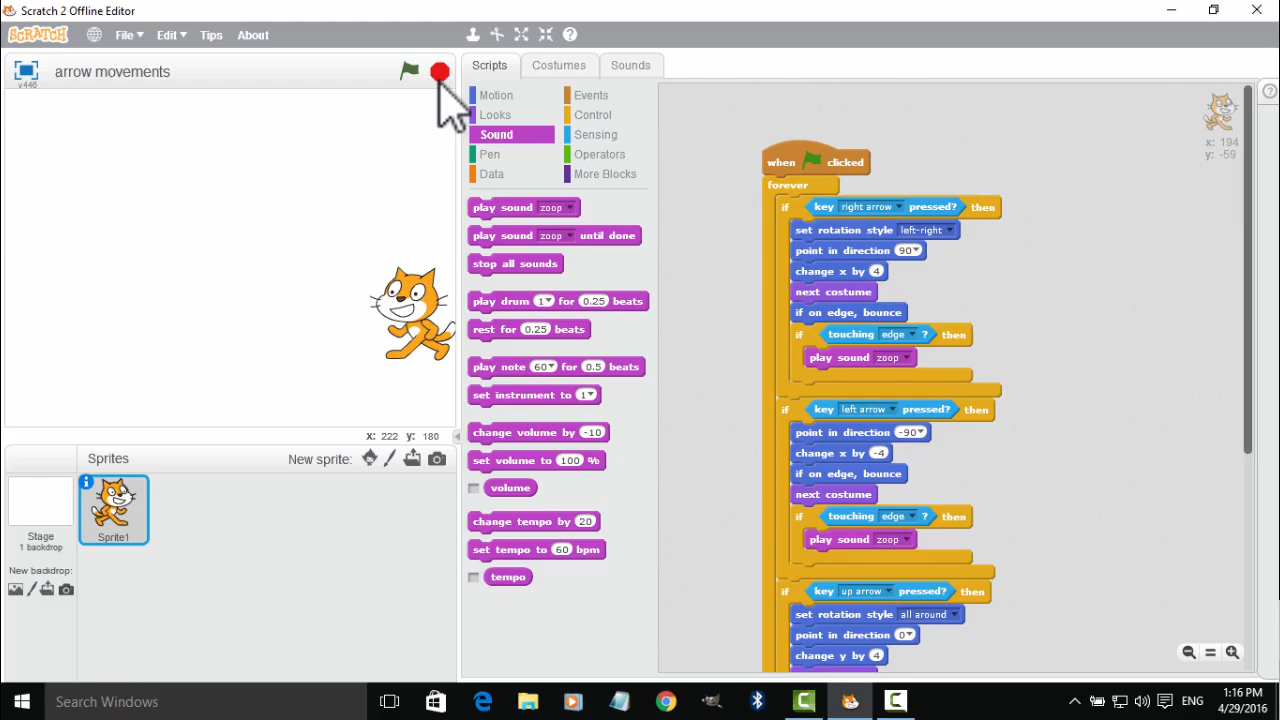 Scratch 2 Offline Editor
SCRATCH File Edit Tips About
arrow movements
v446
Scripts Costumes Sounds
Motion Events
Looks Control
Sound Sensing
Pen Operators
Data More Blocks
play sound zoop
play sound zoop until done
stop all sounds
play drum 1 for 0.25 beats
rest for 0.25 beats
play note 60 for 0.5 beats
set instrument to 1
change volume by -10
set volume to 100 %
volume
change tempo by 20
set tempo to 60 bpm
tempo
when clicked
forever
if key right arrow pressed? then
set rotation style left-right
point in direction 90
change x by 4
next costume
if on edge, bounce
if touching edge ? then
play sound zoop
if key left arrow pressed? then
point in direction -90
change x by -4
if on edge, bounce
next costume
if touching edge ? then
play sound zoop
if key up arrow pressed? then
set rotation style all around
point in direction 0
change y by 4
x: 194
y: -59
x: 222 y: 180
Sprites New sprite:
Stage
1 backdrop
New backdrop:
Sprite1
Search Windows
ENG
1:16 PM
4/29/2016